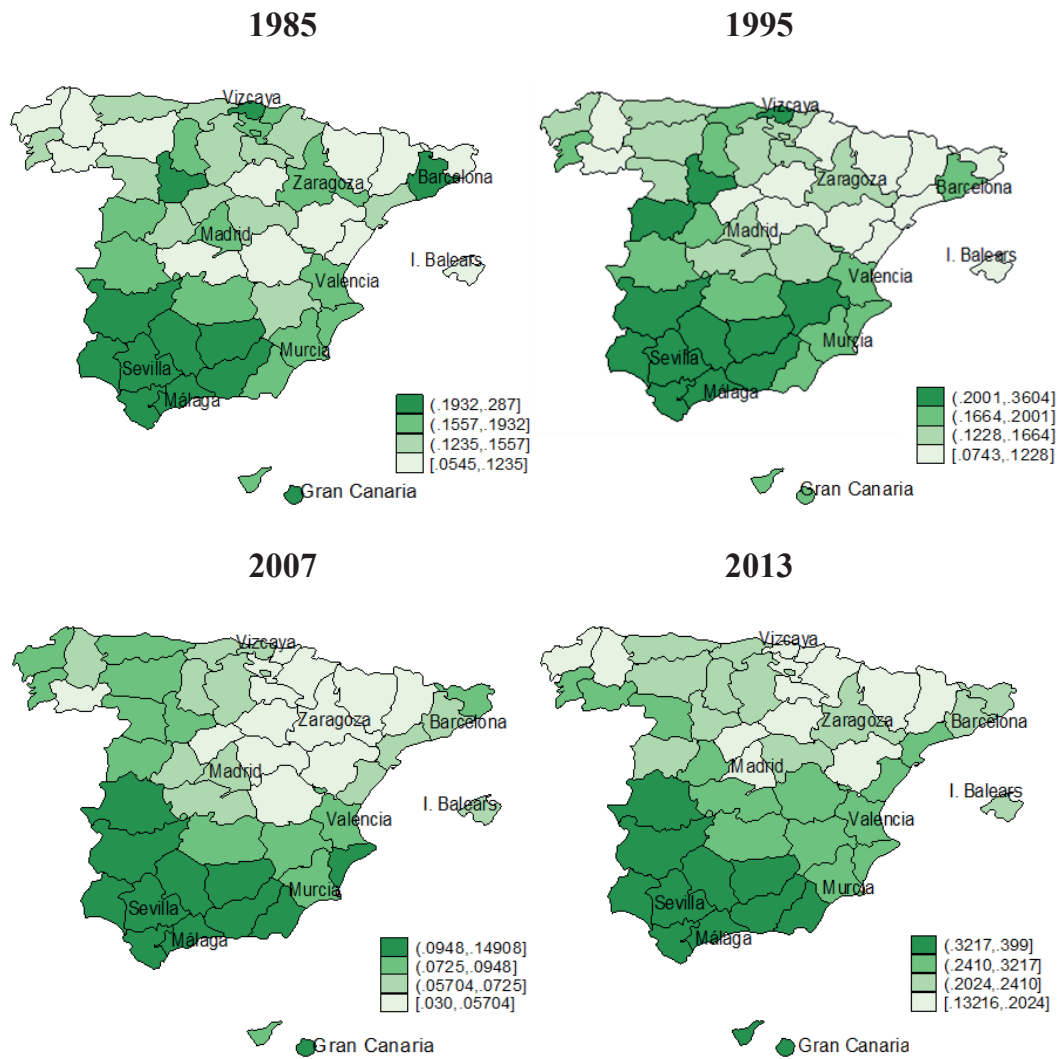 1985
Vizcaya
Zaragoza
Barcelona
Madrid
I. Balears
Valencia
Murcia
Sevilla
Málaga
(.1932,.287]
(.1557,.1932]
(.1235,.1557]
[.0545,.1235]
Gran Canaria
1995
Vizcaya
Zaragoza
Barcelona
Madrid
I. Balears
Valencia
Murcia
Sevilla
Málaga
(.2001,.3604]
(.1664,.2001]
(.1228,.1664]
[.0743,.1228]
Gran Canaria
2007
Vizcaya
Zaragoza
Barcelona
Madrid
I. Balears
Valencia
Murcia
Sevilla
Málaga
(.0948,.14908]
(.0725,.0948]
(.05704,.0725]
[.030,.05704]
Gran Canaria
2013
Vizcaya
Zaragoza
Barcelona
Madrid
I. Balears
Valencia
Murcia
Sevilla
Málaga
(.3217,.399]
(.2410,.3217]
(.2024,.2410]
[.13216,.2024]
Gran Canaria